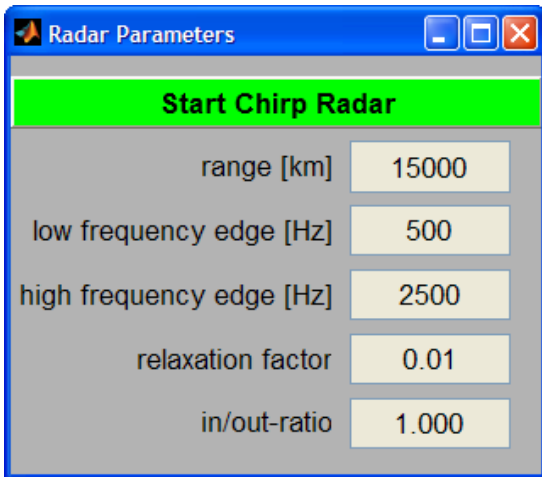 Radar Parameters
Start Chirp Radar
range [km] 15000
low frequency edge [Hz] 500
high frequency edge [Hz] 2500
relaxation factor 0.01
in/out-ratio 1.000